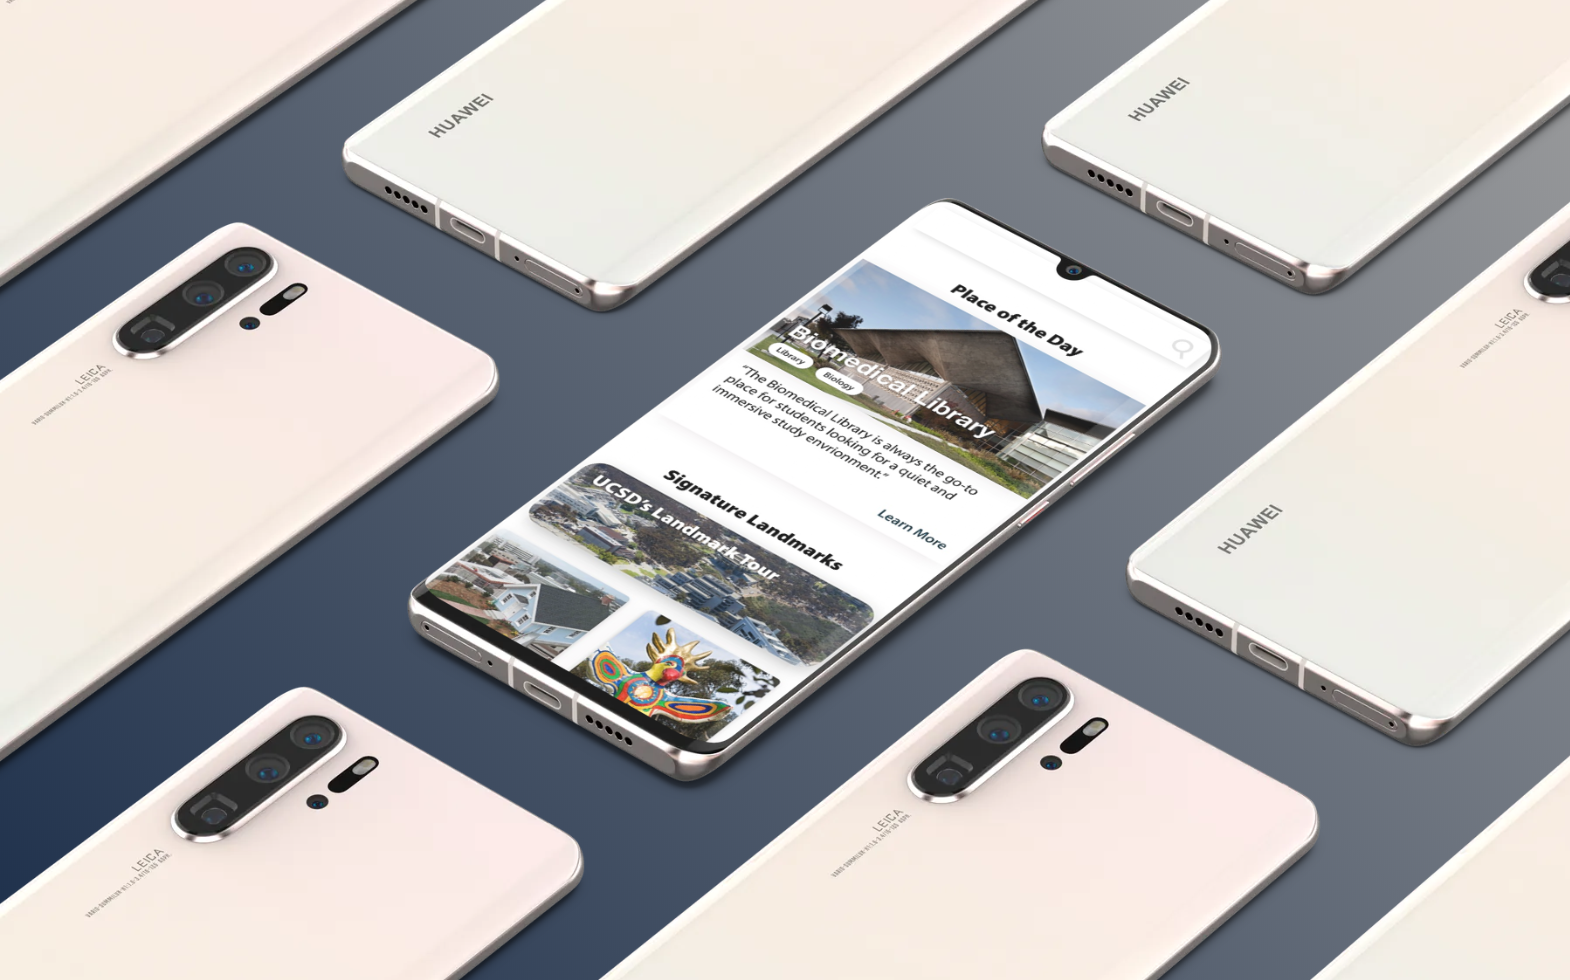 HUAWEI
HUAWEI
Place of the Day
Biomedical Library
Library
Biology
“The Biomedical Library is always the go-to
place for students looking for a quiet and
immersive study envrionment.”
Learn More
Signature Landmarks
UCSD’s Landmark Tour
LEICA
LEICA
HUAWEI
LEICA
LEICA